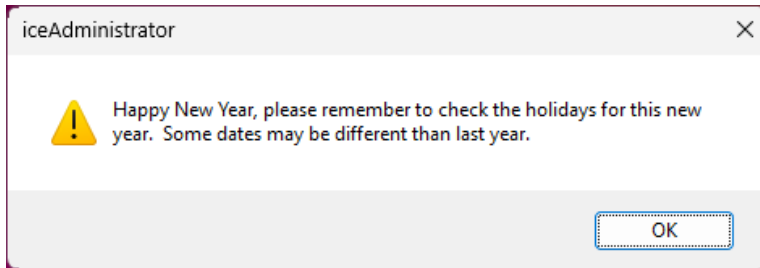 iceAdministrator
Happy New Year, please remember to check the holidays for this new
year.  Some dates may be different than last year.
OK